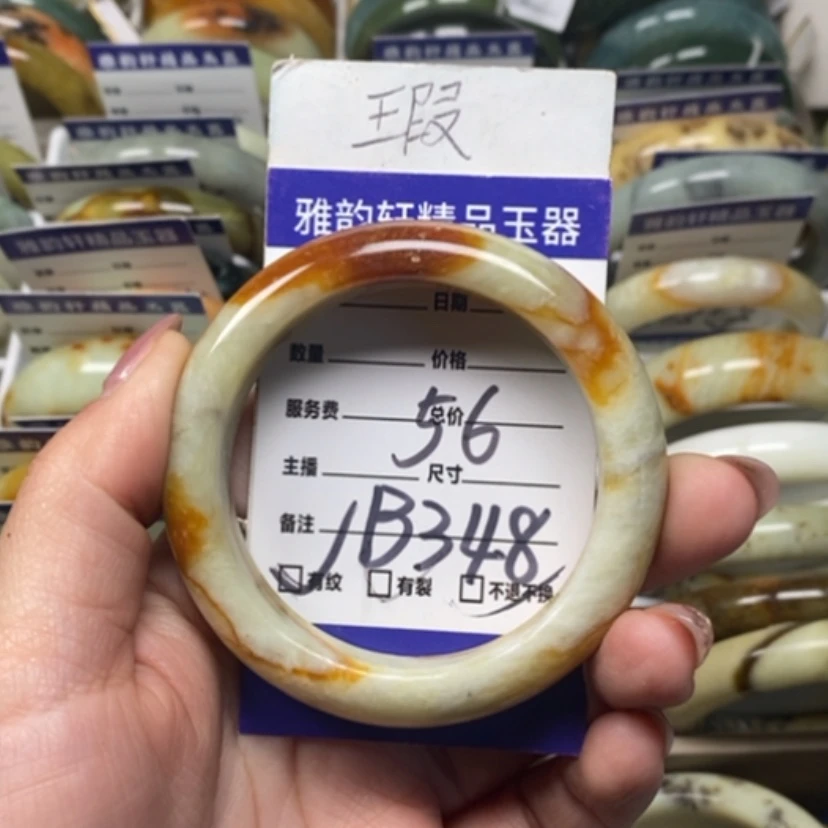 瑕
雅韵轩精品玉器
日期
数量 价格
服务费 总价
56
主播 尺寸
备注 1B348
有纹 有裂 不退不换